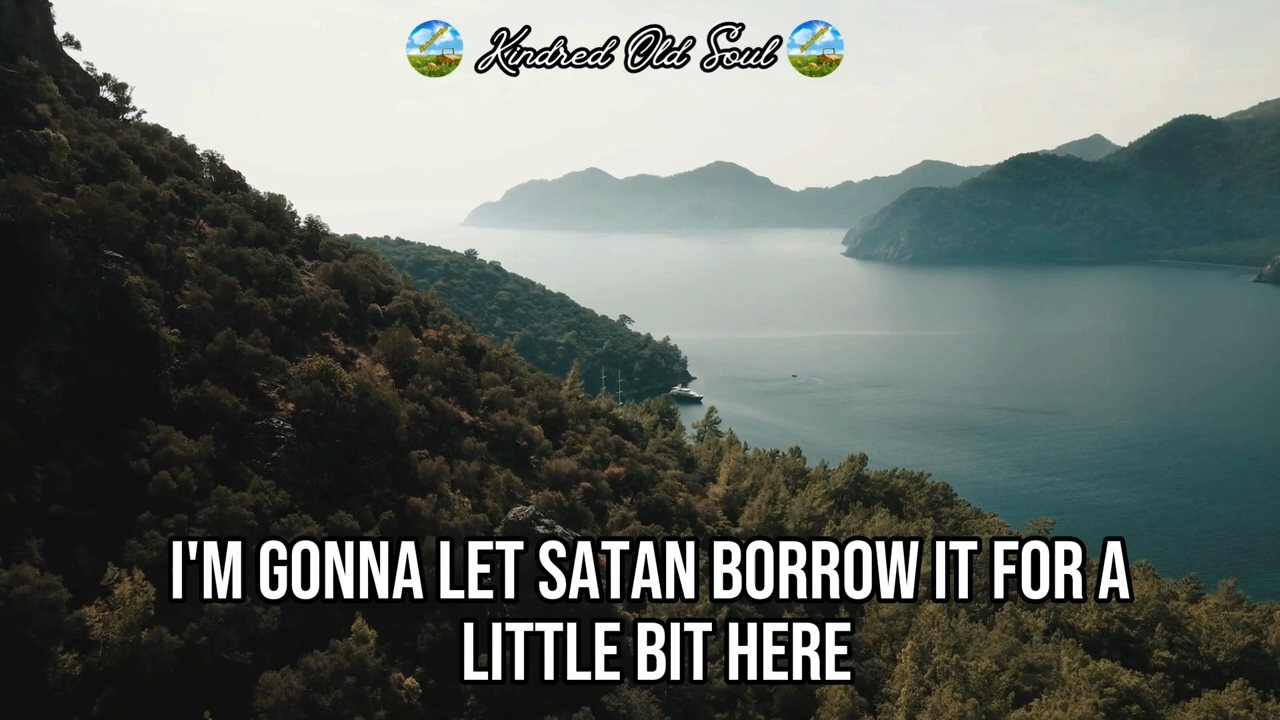 Kindred Old Soul
I'M GONNA LET SATAN BORROW IT FOR A
LITTLE BIT HERE